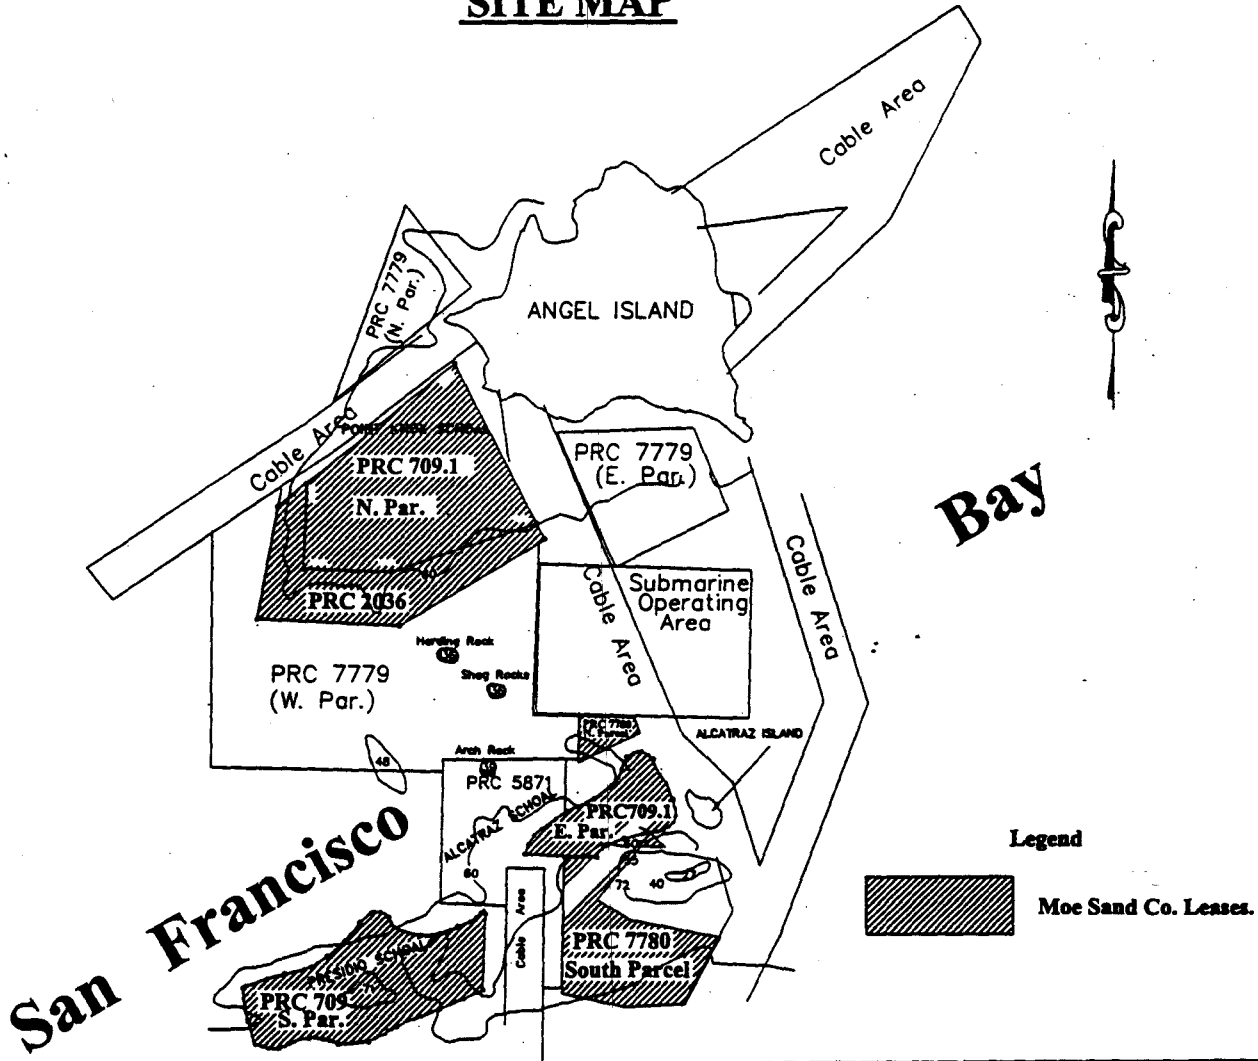 SITE MAP
Cable Area
PRC 7779
(N. Par.)
ANGEL ISLAND
Cable Area
PRC 709.1
N. Par.
PRC 7779
(E. Par.)
Bay
PRC 2036
Cable Area
Submarine
Operating
Area
Cable Area
Harding Rock
Shag Rocks
PRC 7779
(W. Par.)
ALCATRAZ ISLAND
48
Arch Rock
PRC 5871
ALCATRAZ SCHOAL
PRC709.1
E. Par.
60
72
40
Cable Area
San Francisco
PRESIDIO SCHOAL
PRC 709
S. Par.
PRC 7780
South Parcel
Legend
Moe Sand Co. Leases.